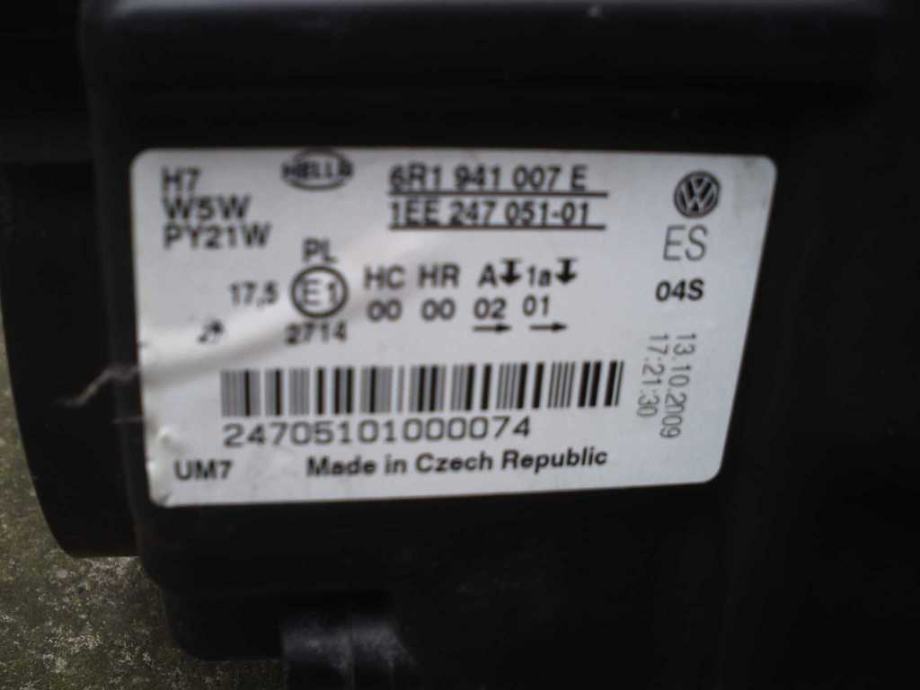 H7
W5W
PY21W
HELLA
6R1 941 007 E
1EE 247 051-01
ES
04S
PL
17,5 E1 HC HR A 1a
2714 00 00 02 01
13.10.2009
17:21:30
24705101000074
UM7 Made in Czech Republic